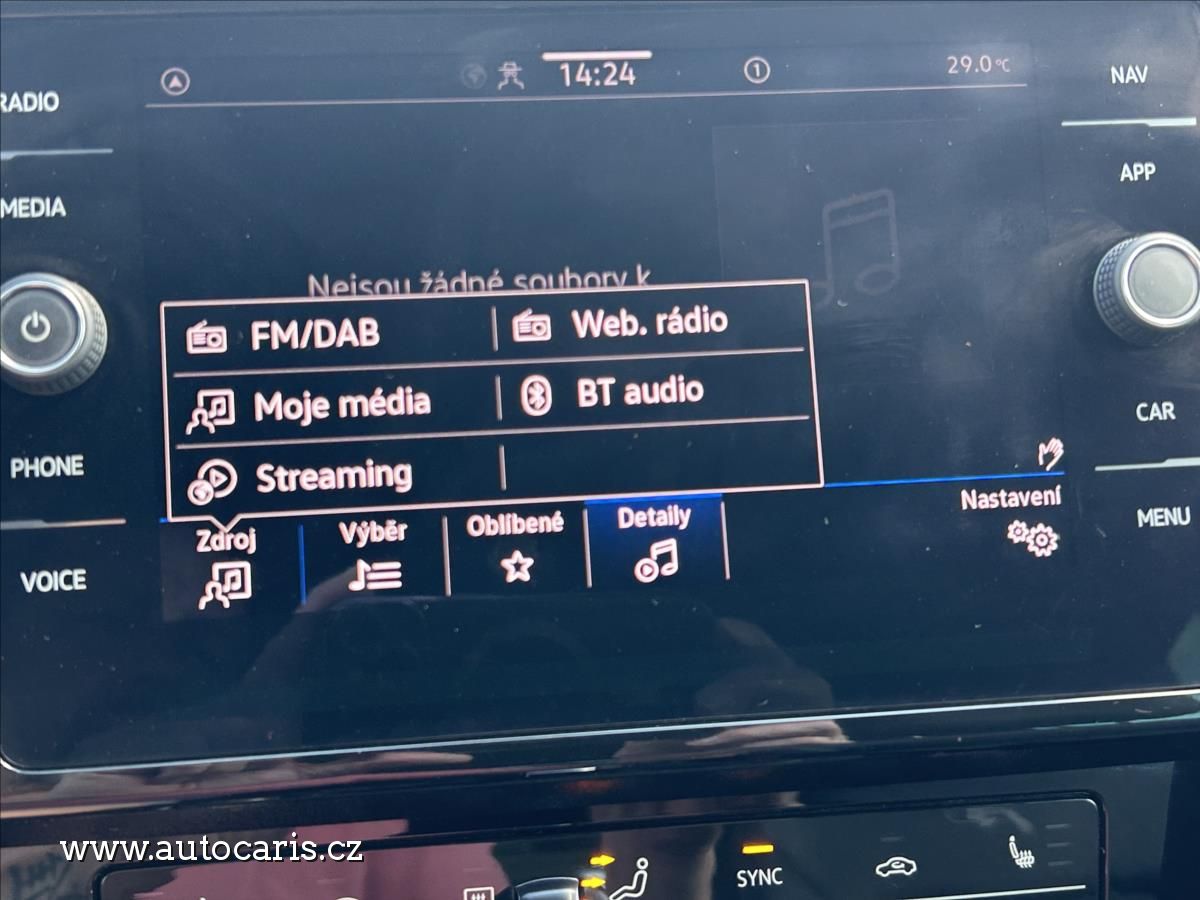 14:24
1
29.0°C
RADIO
MEDIA
PHONE
VOICE
NAV
APP
CAR
MENU
Nejsou žádné soubory k
FM/DAB
Web. rádio
Moje média
BT audio
Streaming
Zdroj
Výběr
Oblíbené
Detaily
Nastavení
www.autocaris.cz
SYNC